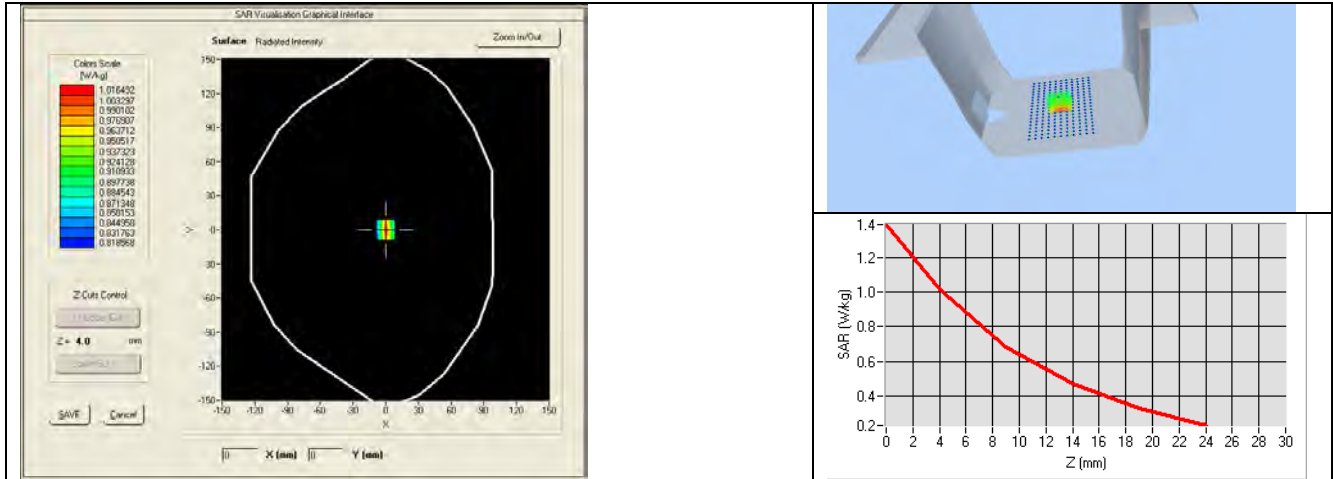 SAR Visualisation Graphical Interface
Surface Radiated Intensity
Zoom In/Out
Colors Scale
[W/kg]
1.016492
1.003297
0.990102
0.976907
0.963712
0.950517
0.937323
0.924128
0.910933
0.897738
0.884543
0.871348
0.858153
0.844958
0.831763
0.818568
150-
120-
90-
60-
30-
0-
-30-
-60-
-90-
-120-
-150-
Y
-150 -120 -90 -60 -30 0 30 60 90 120 150
X
Z Cuts Control
Z = 4.0 mm
SAVE Cancel
0 X (mm) 0 Y (mm)
1.4-
1.2-
1.0-
0.8-
0.6-
0.4-
0.2-
SAR (W/kg)
0 2 4 6 8 10 12 14 16 18 20 22 24 26 28 30
Z (mm)